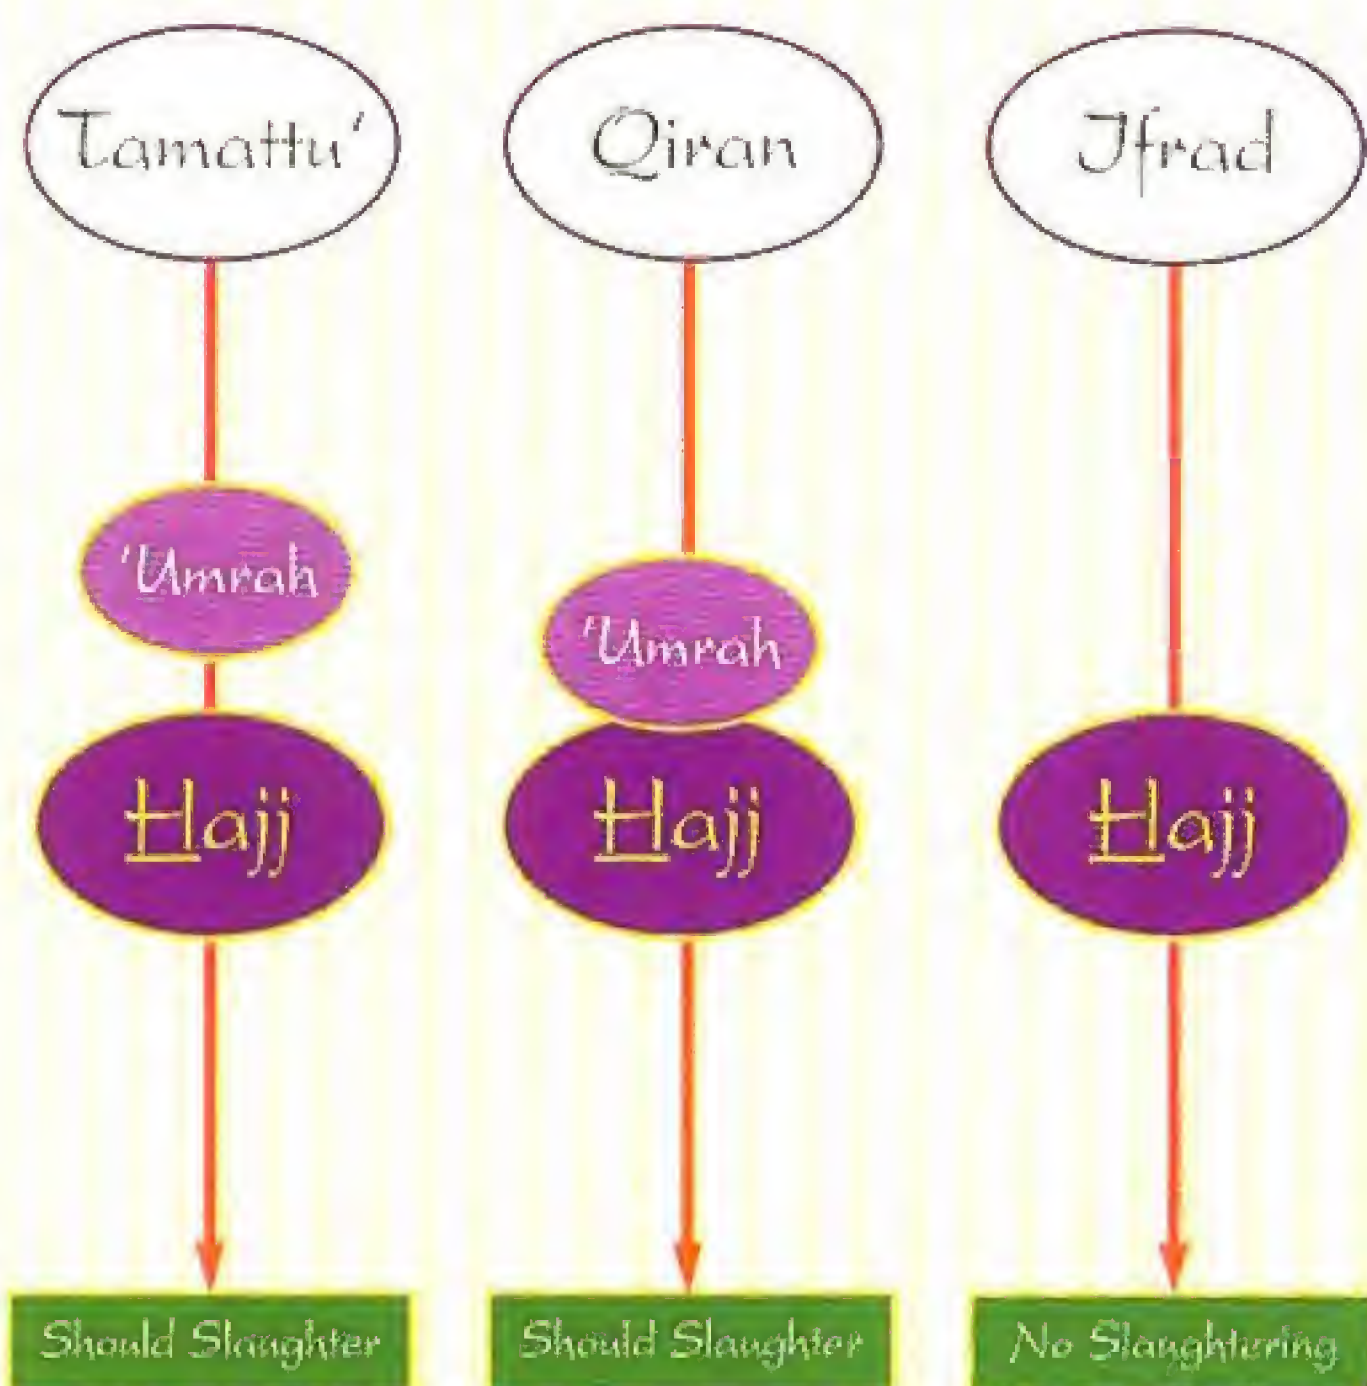 Tamattu'
Qiran
Ifrad
'Umrah
'Umrah
Hajj
Hajj
Hajj
Should Slaughter
Should Slaughter
No Slaughtering